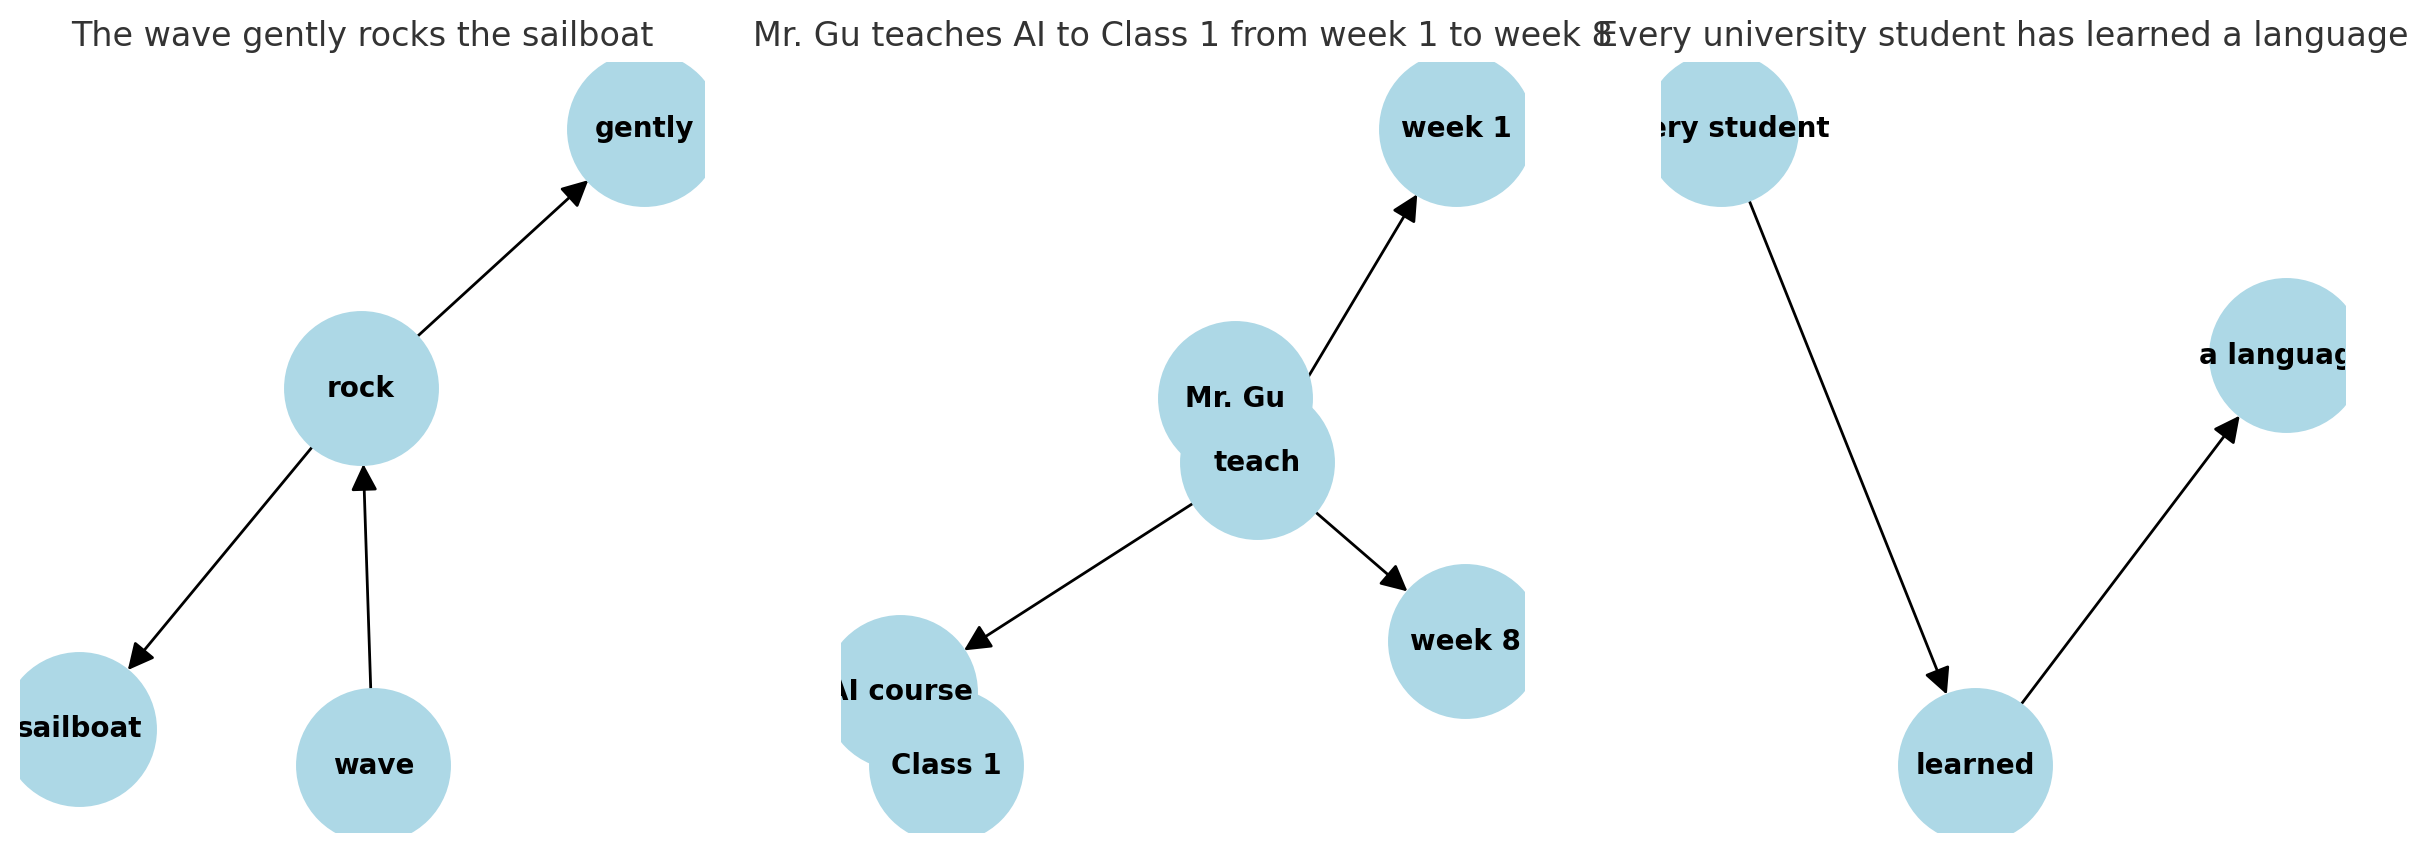 The wave gently rocks the sailboat
gently
rock
sailboat
wave
Mr. Gu teaches AI to Class 1 from week 1 to week 8
week 1
Mr. Gu
teach
week 8
AI course
Class 1
Every university student has learned a language
ery student
a languag
learned